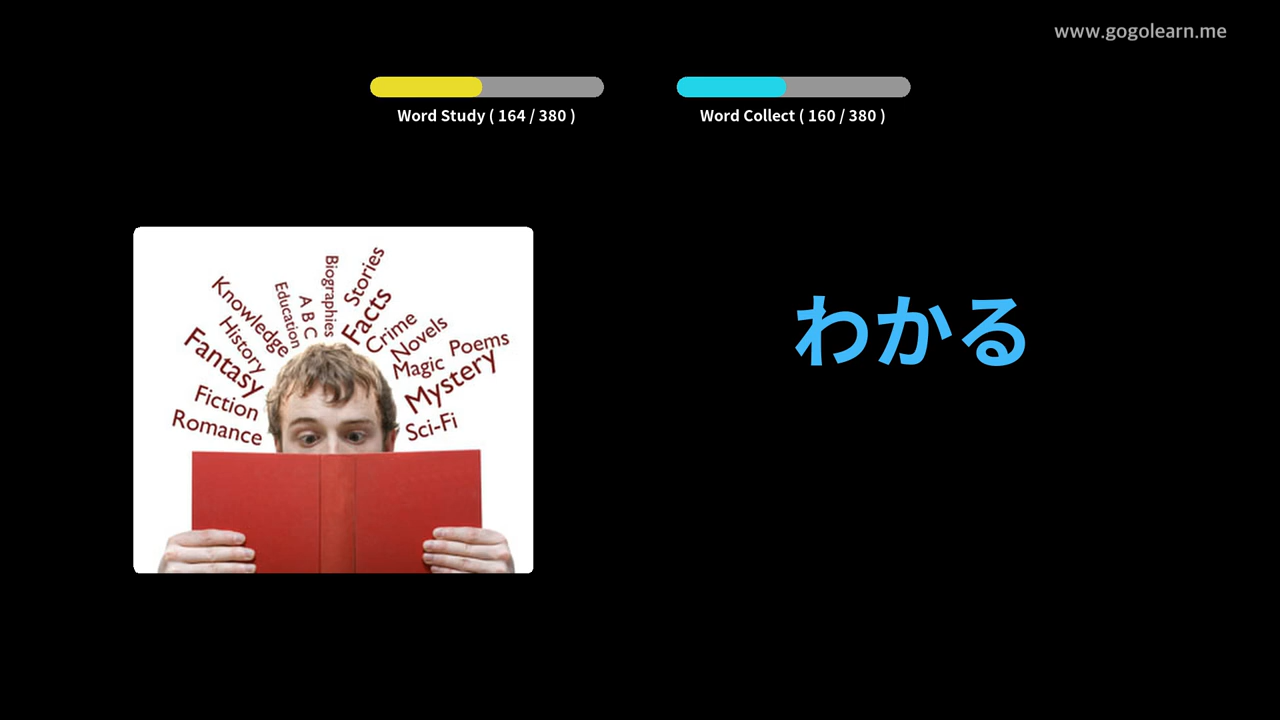 www.gogolearn.me
Word Study ( 164 / 380 )
Word Collect ( 160 / 380 )
わかる
Biographies
Stories
Education
A B C
Facts
Knowledge
History
Crime
Novels
Fantasy
Magic
Poems
Mystery
Fiction
Romance
Sci-Fi